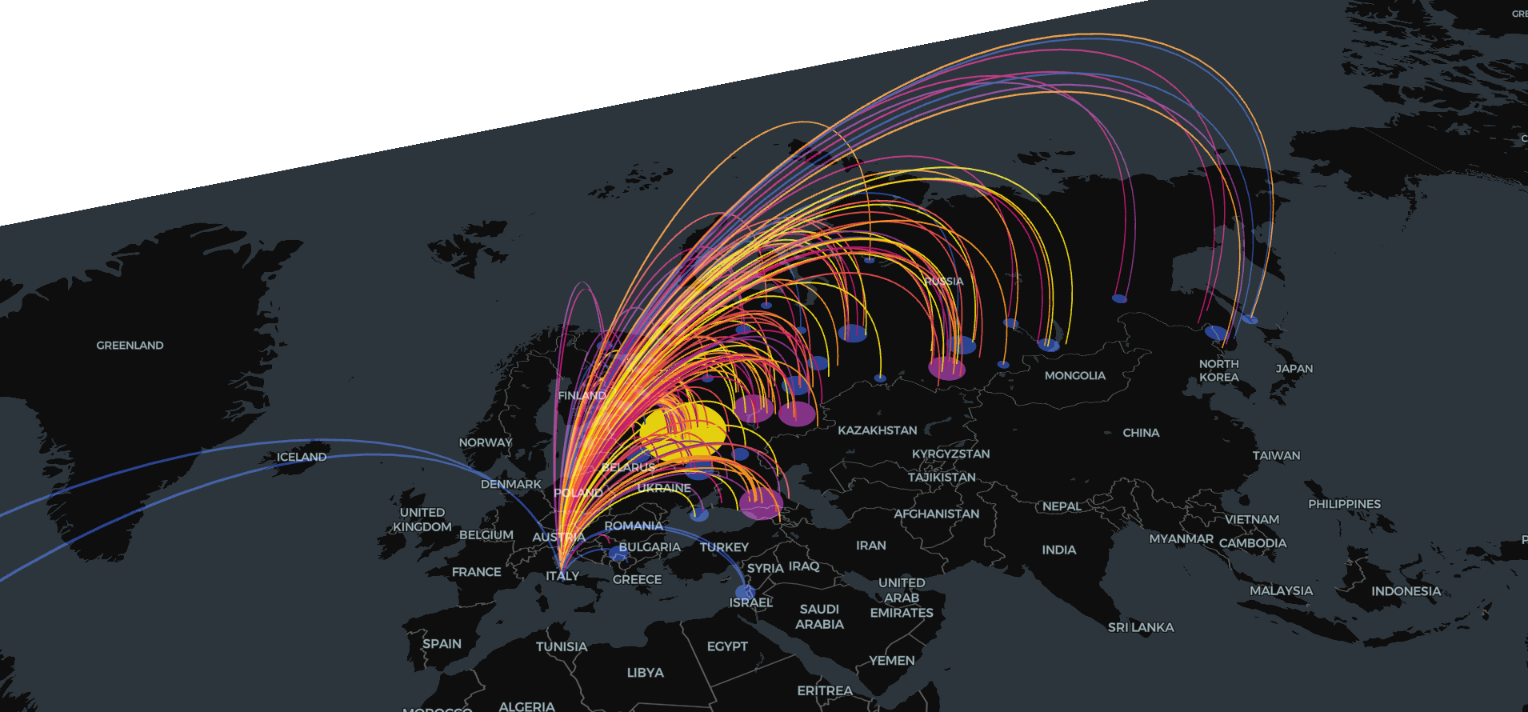 GREENLAND
ICELAND
NORWAY
FINLAND
DENMARK
UNITED
KINGDOM
BELGIUM
FRANCE
SPAIN
POLAND
BELARUS
UKRAINE
AUSTRIA
ROMANIA
BULGARIA
ITALY
GREECE
TURKEY
SYRIA
IRAQ
ISRAEL
TUNISIA
LIBYA
EGYPT
ALGERIA
MOROCCO
SAUDI
ARABIA
UNITED
ARAB
EMIRATES
YEMEN
ERITREA
IRAN
RUSSIA
KAZAKHSTAN
KYRGYZSTAN
TAJIKISTAN
AFGHANISTAN
MONGOLIA
CHINA
NORTH
KOREA
JAPAN
TAIWAN
NEPAL
INDIA
SRI LANKA
MYANMAR
VIETNAM
CAMBODIA
PHILIPPINES
MALAYSIA
INDONESIA